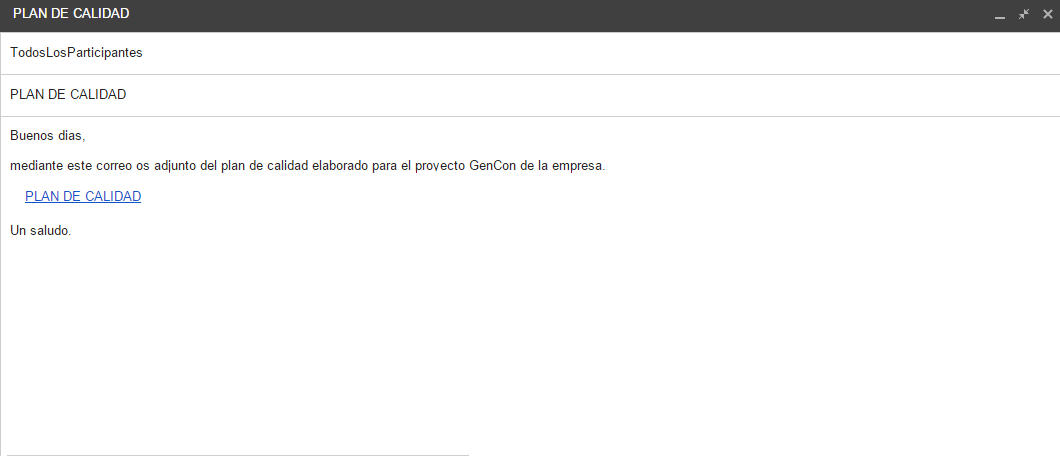 PLAN DE CALIDAD
TodosLosParticipantes
PLAN DE CALIDAD
Buenos dias,
mediante este correo os adjunto del plan de calidad elaborado para el proyecto GenCon de la empresa.
PLAN DE CALIDAD
Un saludo.